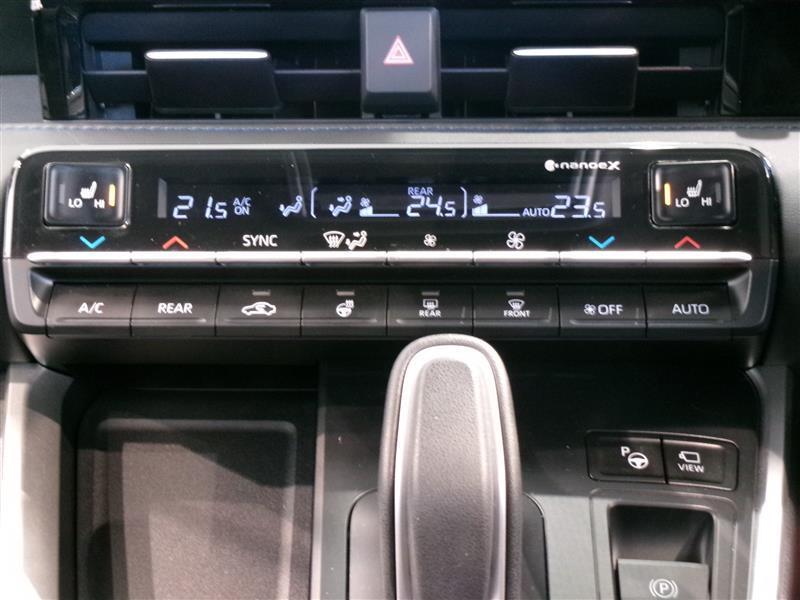 nanoeX
LO HI
21.5 A/C ON
REAR
24.5
AUTO 23.5
LO HI
SYNC
A/C
REAR
REAR
FRONT
OFF
AUTO
P
VIEW
P